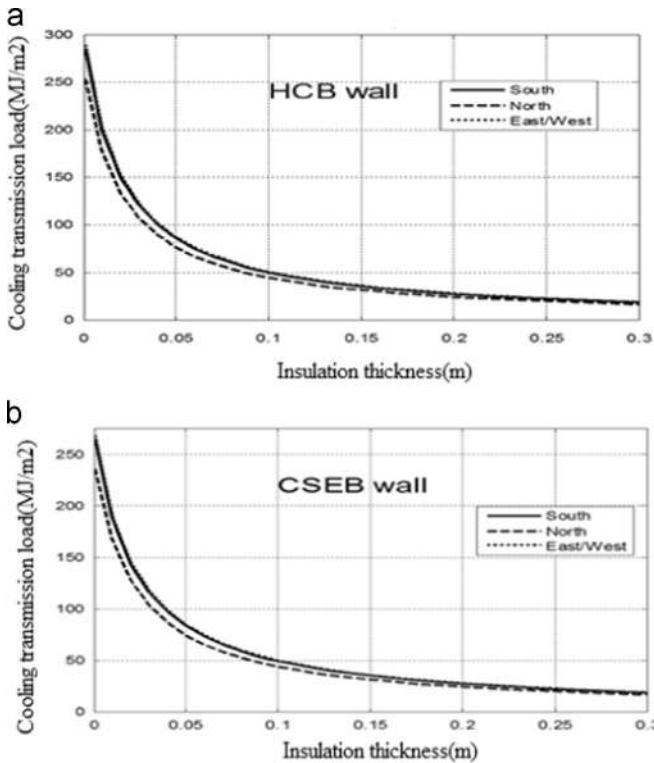 a
Cooling transmission load(MJ/m2)
300
250
200
150
100
50
0
HCB wall
South
North
East/West
0
0.05
0.1
0.15
0.2
0.25
0.3
Insulation thickness(m)
b
Cooling transmission load(MJ/m2)
250
200
150
100
50
0
CSEB wall
South
North
East/West
0
0.05
0.1
0.15
0.2
0.25
0.3
Insulation thickness(m)